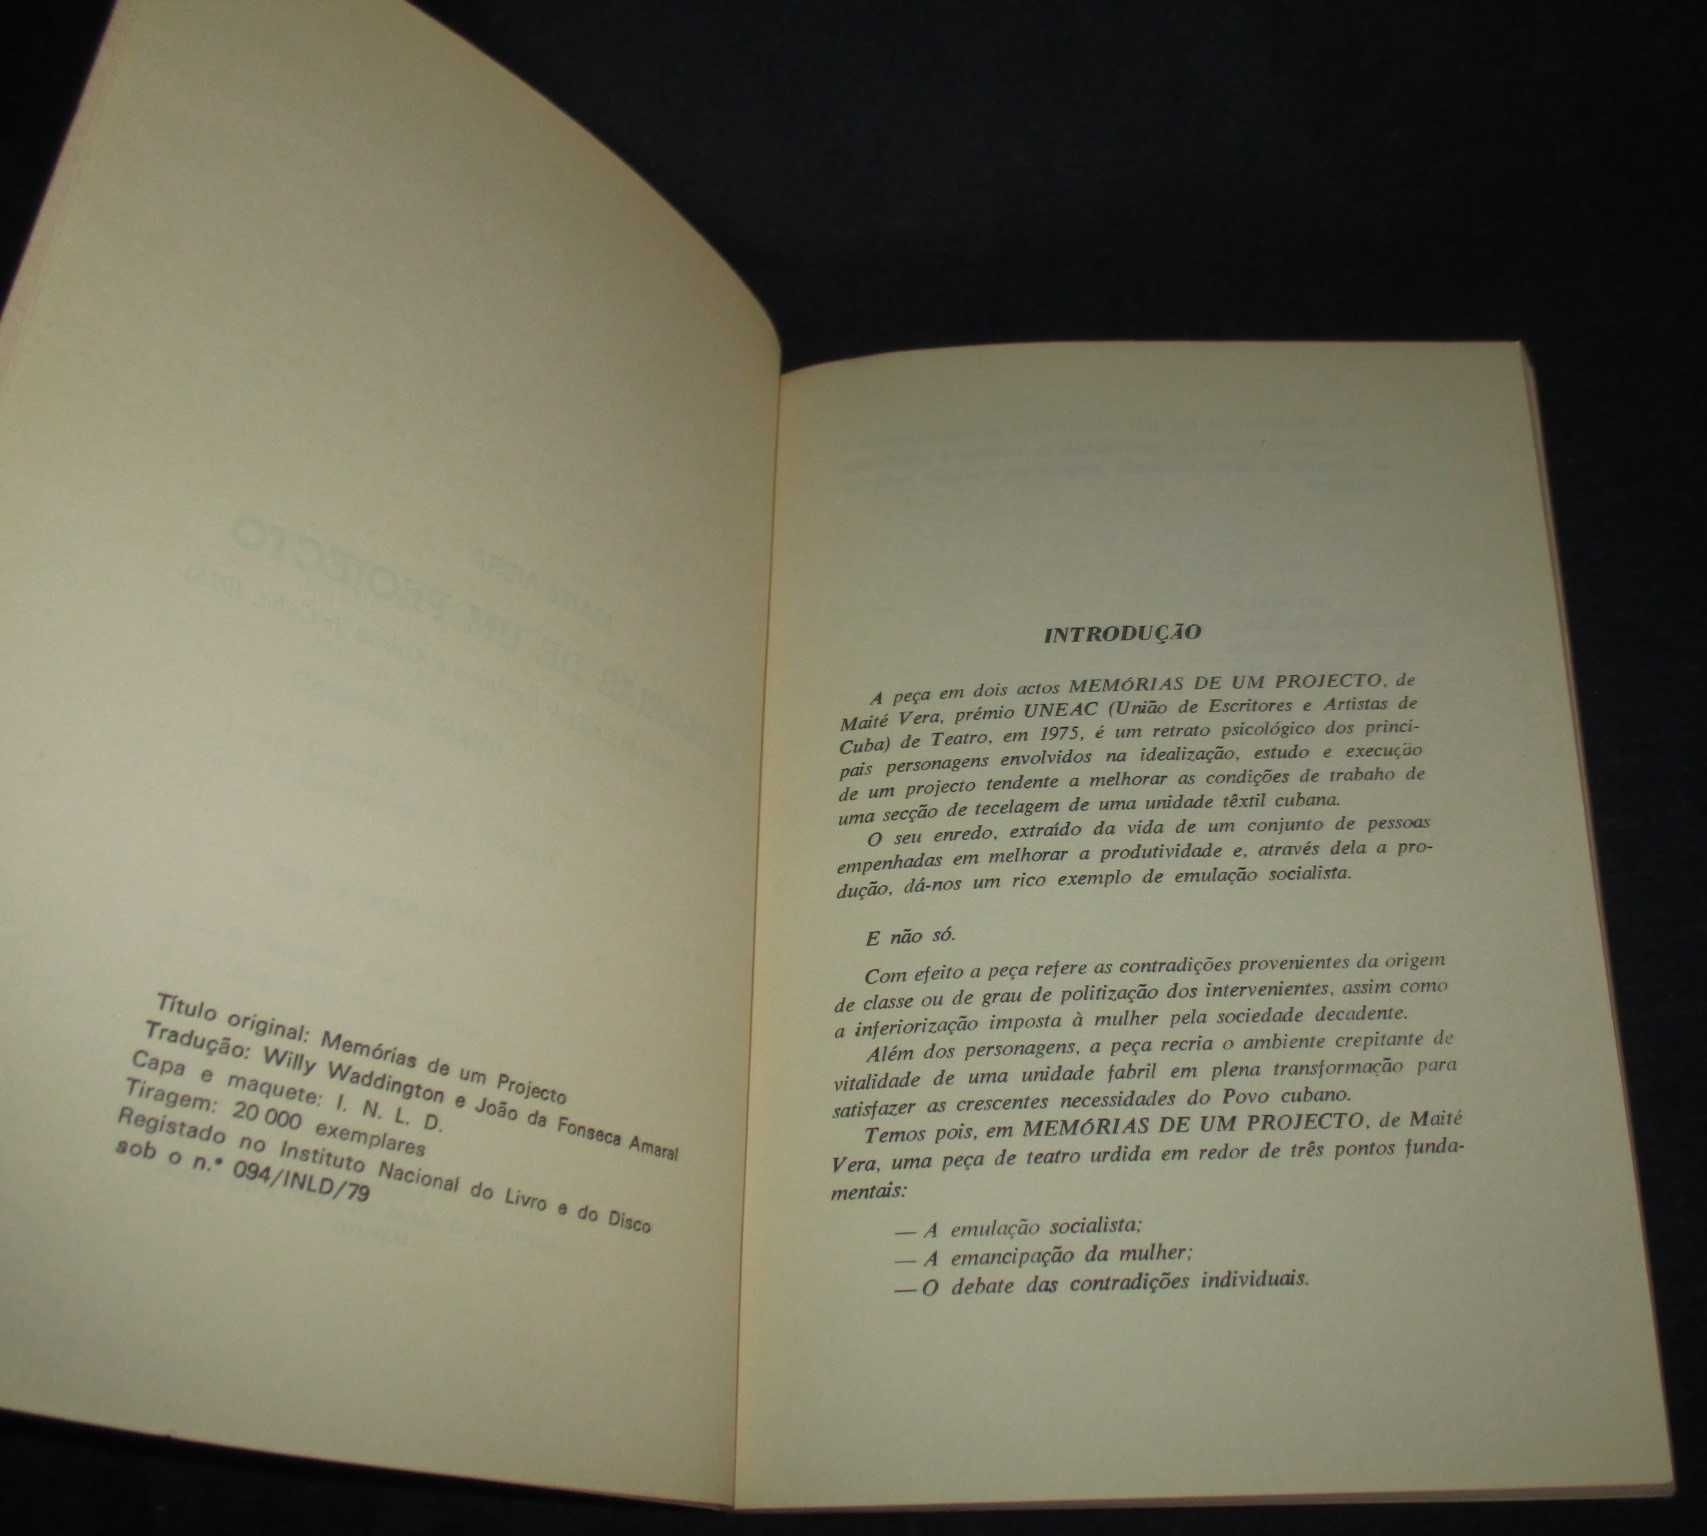 Título original: Memórias de um Projecto
Tradução: Willy Waddington e João da Fonseca Amaral
Capa e maquete: I. N. L. D.
Tiragem: 20 000 exemplares
Registado no Instituto Nacional do Livro e do Disco
sob o n.º 094/INLD/79
INTRODUÇÃO
A peça em dois actos MEMÓRIAS DE UM PROJECTO, de
Maité Vera, prémio UNEAC (União de Escritores e Artistas de
Cuba) de Teatro, em 1975, é um retrato psicológico dos princi-
pais personagens envolvidos na idealização, estudo e execução
de um projecto tendente a melhorar as condições de trabaho de
uma secção de tecelagem de uma unidade têxtil cubana.
O seu enredo, extraído da vida de um conjunto de pessoas
empenhadas em melhorar a produtividade e, através dela a pro-
dução, dá-nos um rico exemplo de emulação socialista.
E não só.
Com efeito a peça refere as contradições provenientes da origem
de classe ou de grau de politização dos intervenientes, assim como
a inferiorização imposta à mulher pela sociedade decadente.
Além dos personagens, a peça recria o ambiente crepitante de
vitalidade de uma unidade fabril em plena transformação para
satisfazer as crescentes necessidades do Povo cubano.
Temos pois, em MEMÓRIAS DE UM PROJECTO, de Maité
Vera, uma peça de teatro urdida em redor de três pontos funda-
mentais:
— A emulação socialista;
— A emancipação da mulher;
— O debate das contradições individuais.